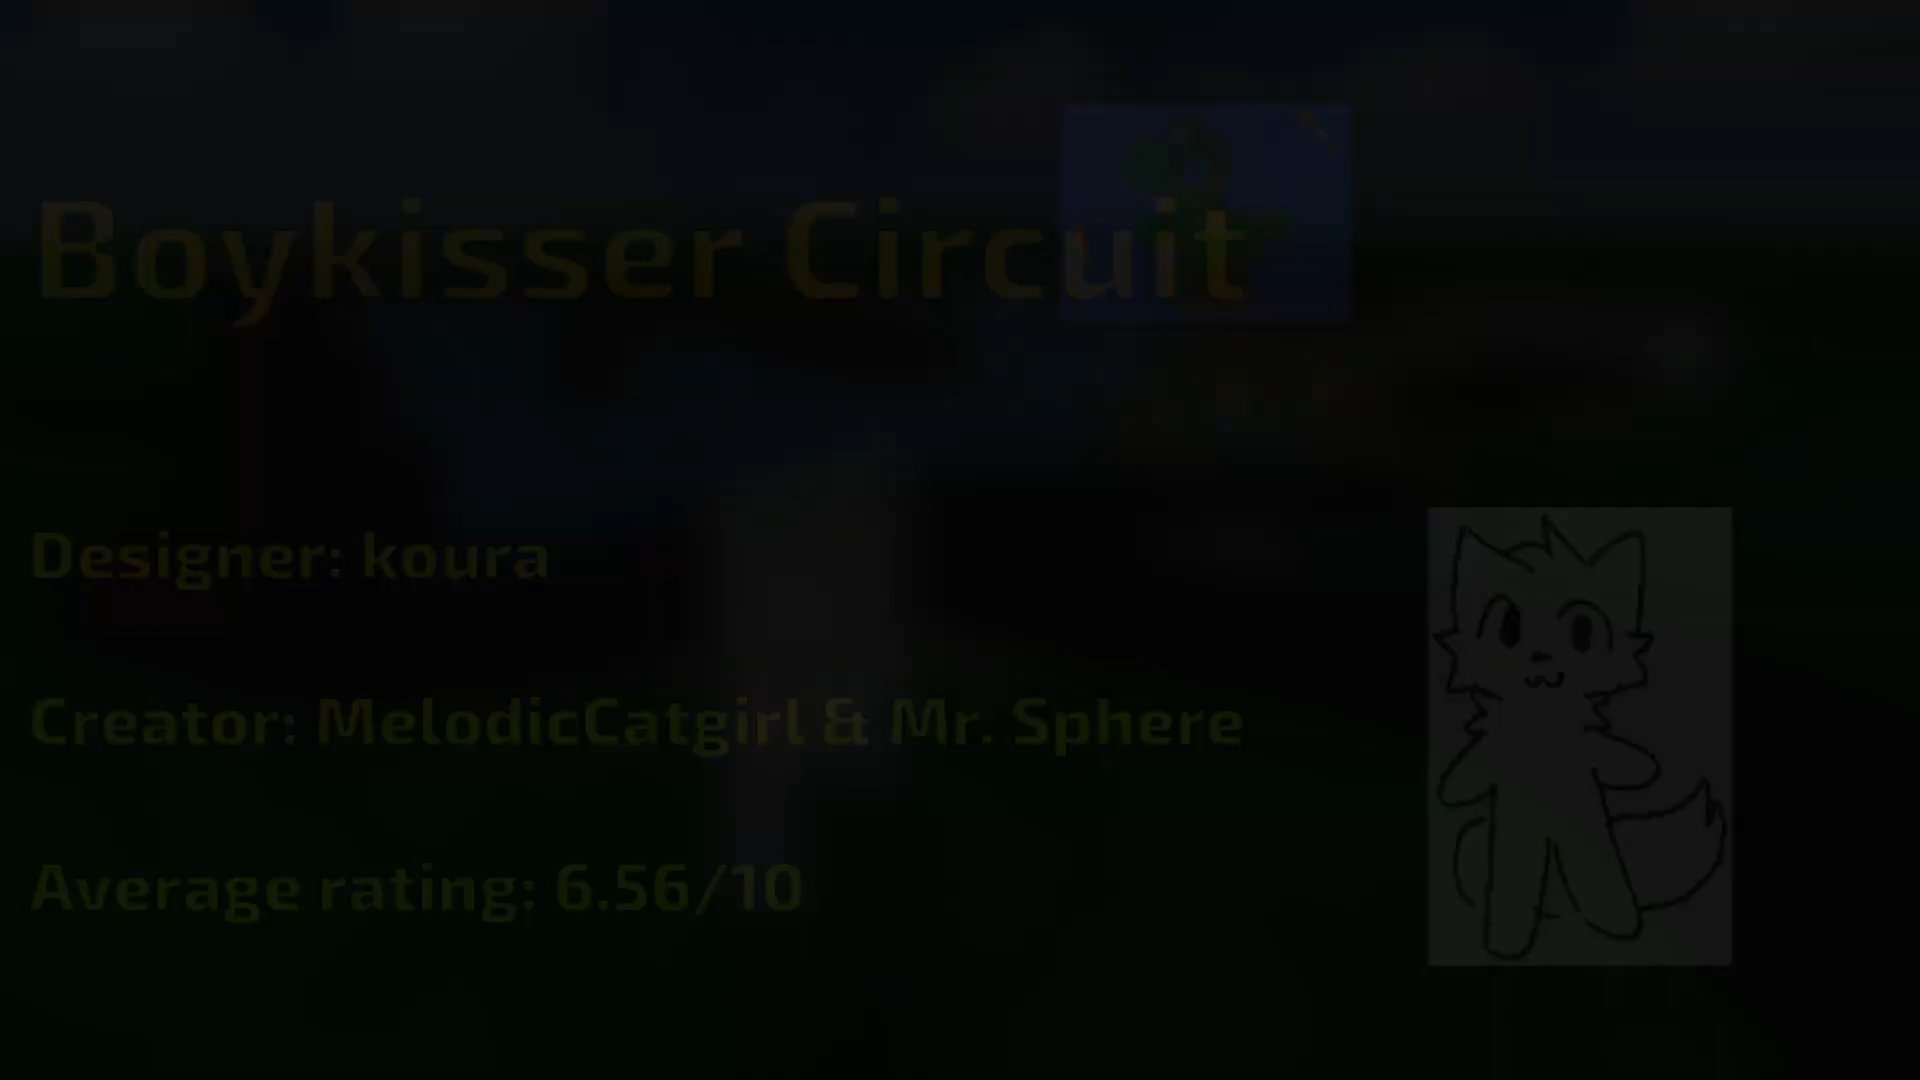 Boykisser Circuit
Designer: koura
Creator: MelodicCatgirl & Mr. Sphere
Average rating: 6.56/10